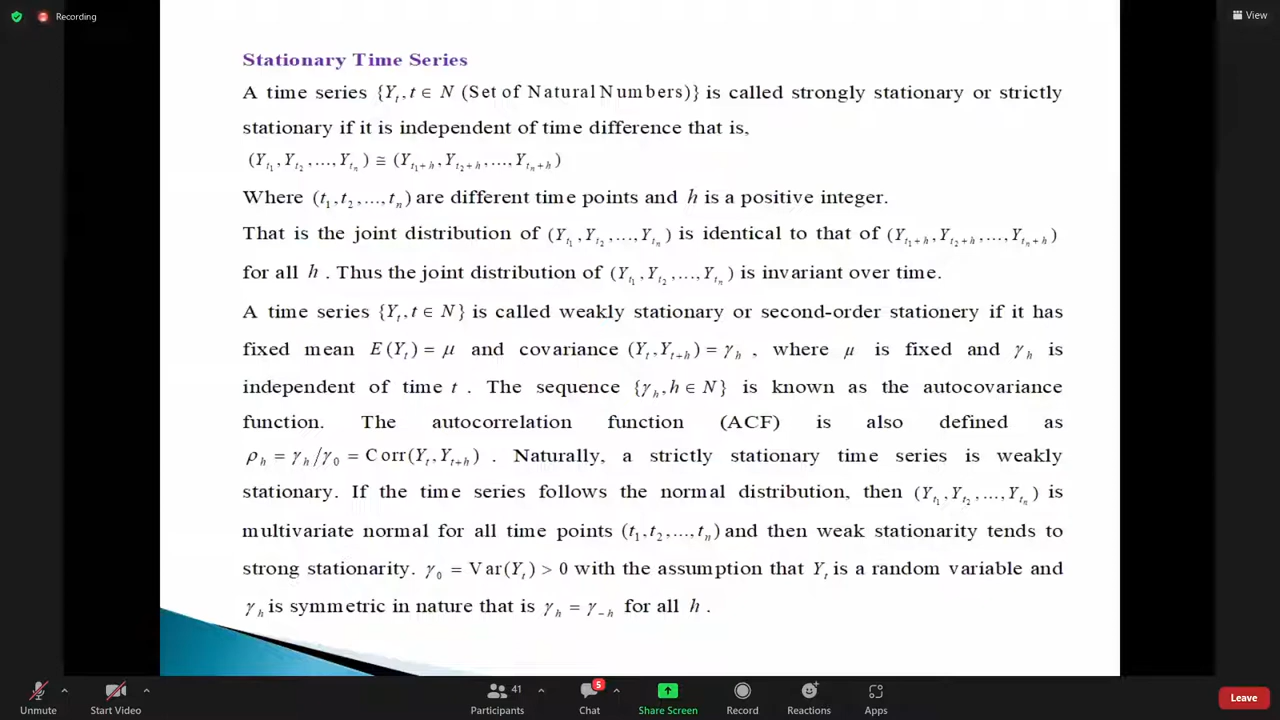 Recording
View
Stationary Time Series
A time series {Y_t, t ∈ N (Set of Natural Numbers)} is called strongly stationary or strictly
stationary if it is independent of time difference that is,
(Y_{t_1}, Y_{t_2}, ..., Y_{t_n}) ≅ (Y_{t_1+h}, Y_{t_2+h}, ..., Y_{t_n+h})
Where (t_1, t_2, ..., t_n) are different time points and h is a positive integer.
That is the joint distribution of (Y_{t_1}, Y_{t_2}, ..., Y_{t_n}) is identical to that of (Y_{t_1+h}, Y_{t_2+h}, ..., Y_{t_n+h})
for all h. Thus the joint distribution of (Y_{t_1}, Y_{t_2}, ..., Y_{t_n}) is invariant over time.
A time series {Y_t, t ∈ N} is called weakly stationary or second-order stationery if it has
fixed mean E(Y_t) = μ and covariance (Y_t, Y_{t+h}) = γ_h , where μ is fixed and γ_h is
independent of time t . The sequence {γ_h, h ∈ N} is known as the autocovariance
function. The autocorrelation function (ACF) is also defined as
ρ_h = γ_h/γ_0 = Corr(Y_t, Y_{t+h}) . Naturally, a strictly stationary time series is weakly
stationary. If the time series follows the normal distribution, then (Y_{t_1}, Y_{t_2}, ..., Y_{t_n}) is
multivariate normal for all time points (t_1, t_2, ..., t_n) and then weak stationarity tends to
strong stationarity. γ_0 = Var(Y_t) > 0 with the assumption that Y_t is a random variable and
γ_h is symmetric in nature that is γ_h = γ_{-h} for all h .
41
5
Unmute
Start Video
Participants
Chat
Share Screen
Record
Reactions
Apps
Leave